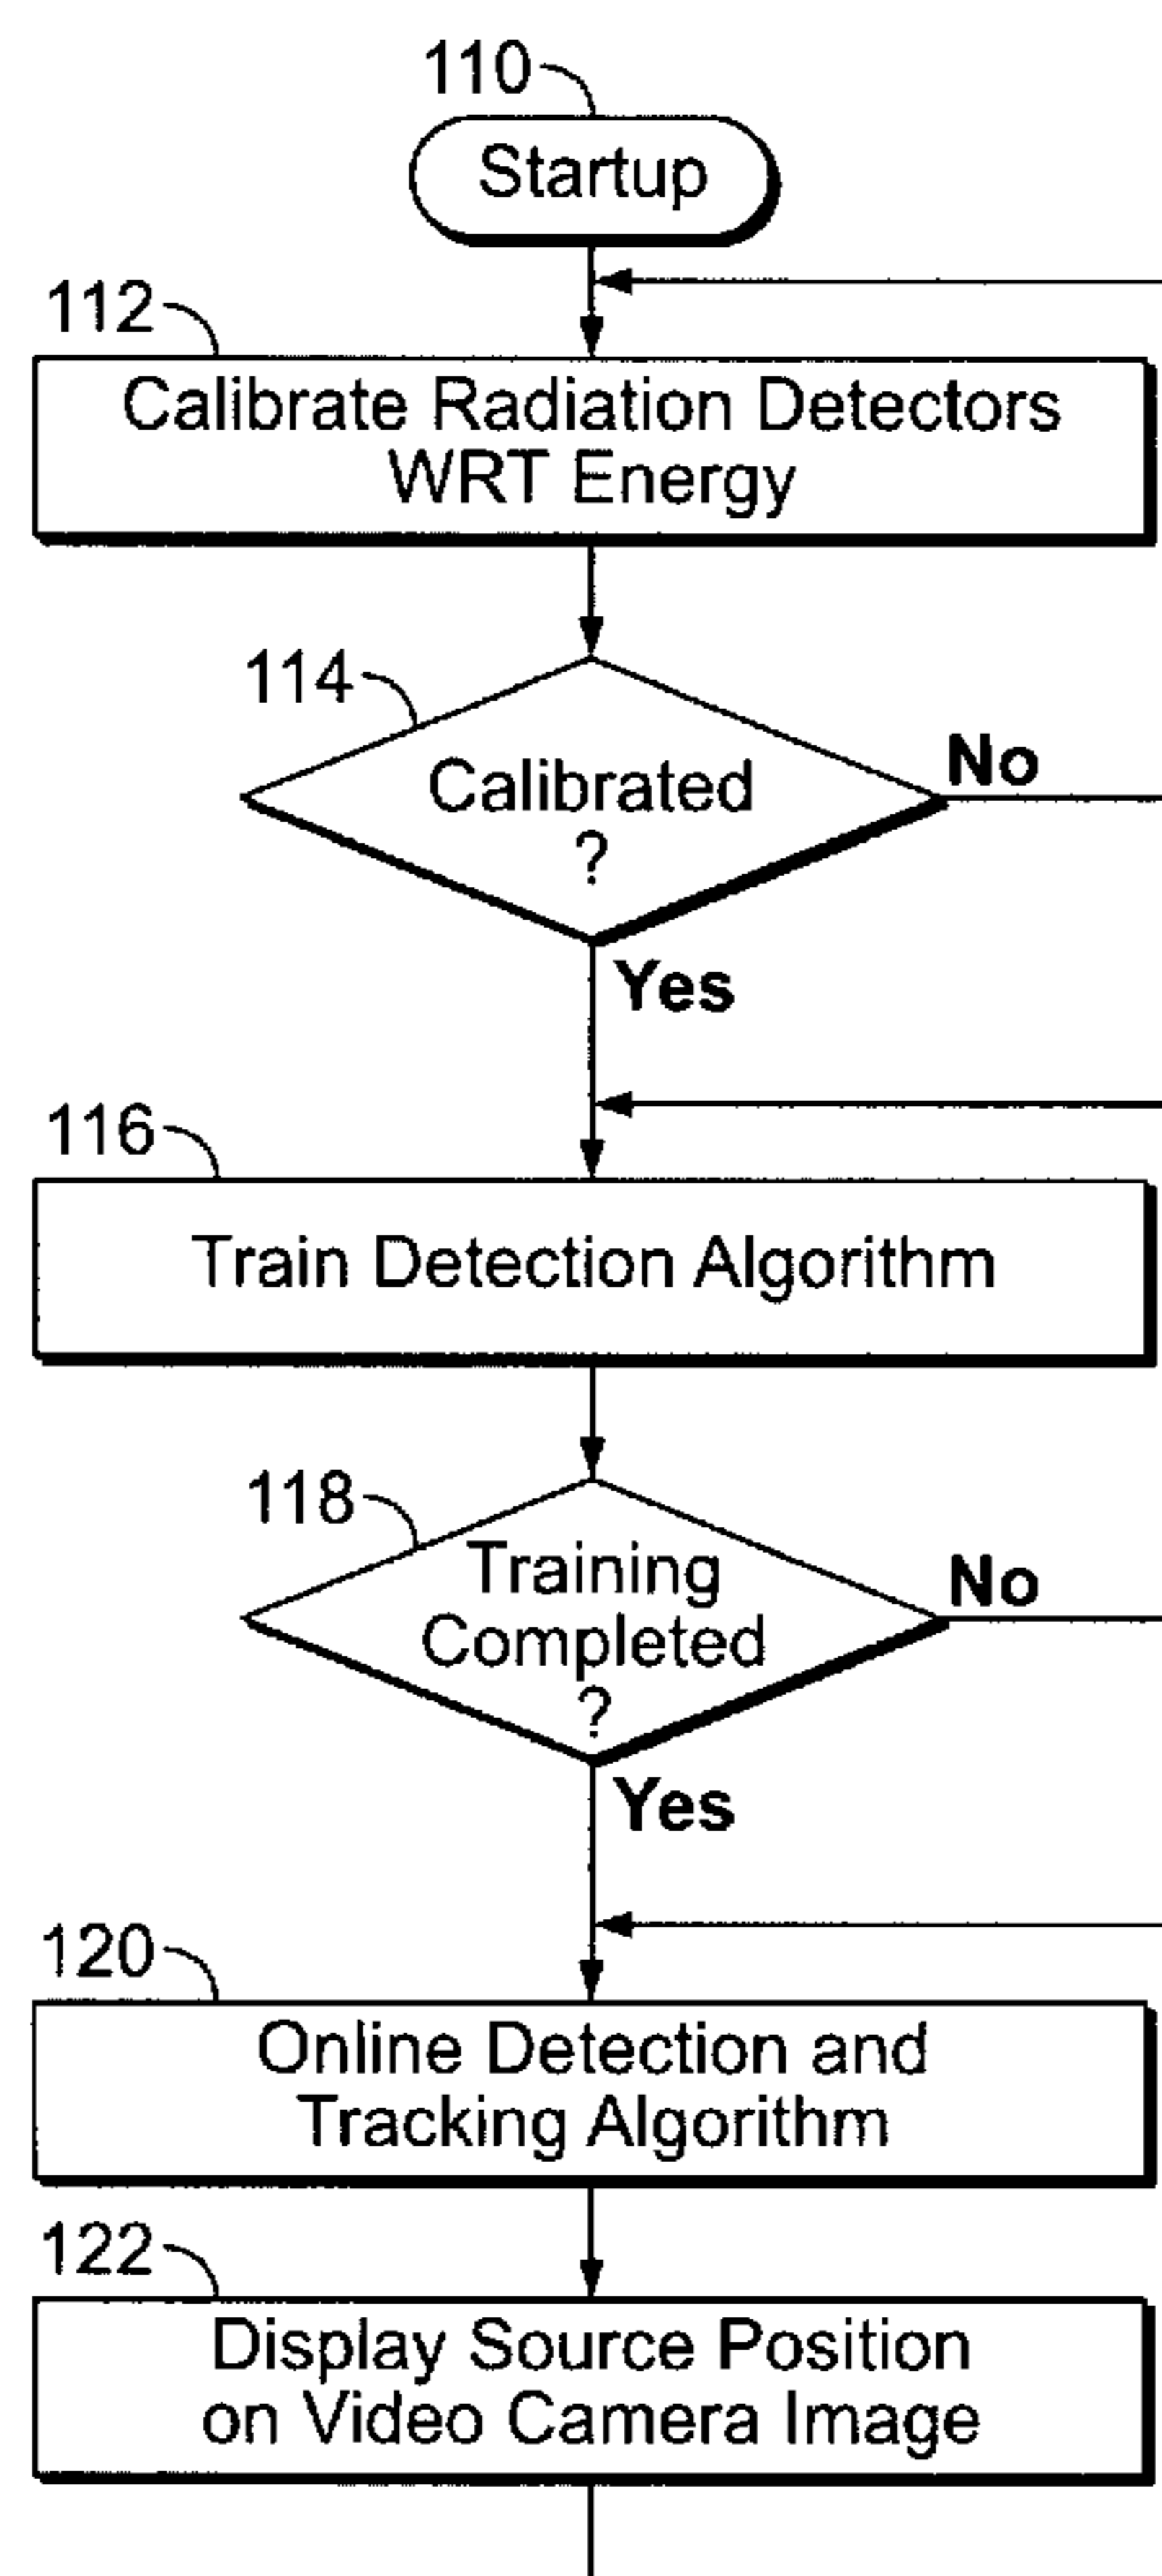 110
Startup
112
Calibrate Radiation Detectors
WRT Energy
114
Calibrated
?
No
Yes
116
Train Detection Algorithm
118
Training
Completed
?
No
Yes
120
Online Detection and
Tracking Algorithm
122
Display Source Position
on Video Camera Image